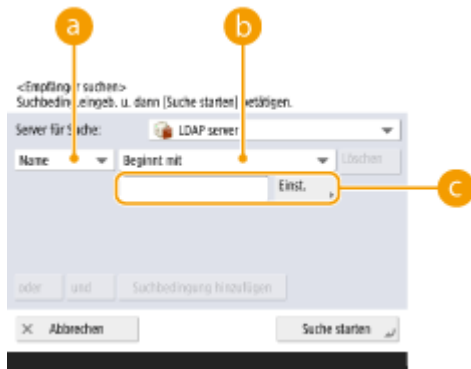 a b
<Empfänger suchen>
Suchbeding. eingeb. u. dann [Suche starten] betätigen.
Server für Suche: LDAP server
Name Beginnt mit Löschen
Einst. c
oder und Suchbedingung hinzufügen
× Abbrechen Suche starten